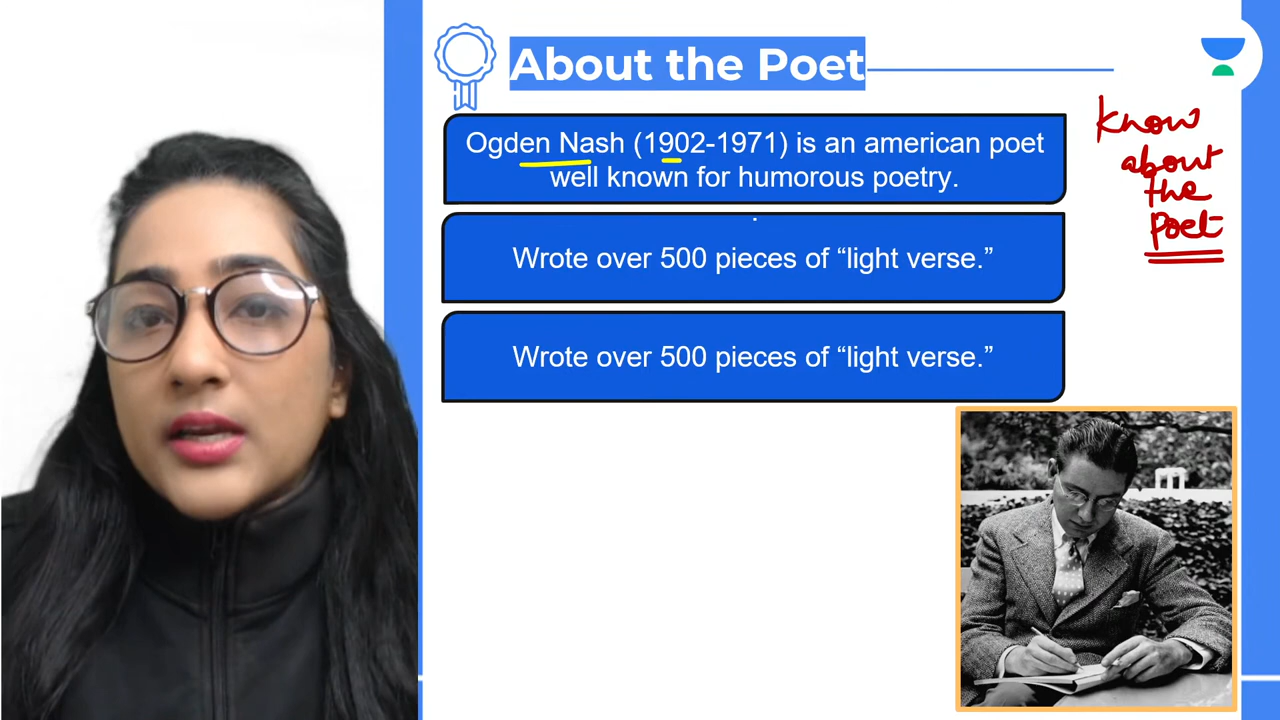 About the Poet
Ogden Nash (1902-1971) is an american poet
well known for humorous poetry.
Wrote over 500 pieces of “light verse.”
Wrote over 500 pieces of “light verse.”
know
about
the
poet